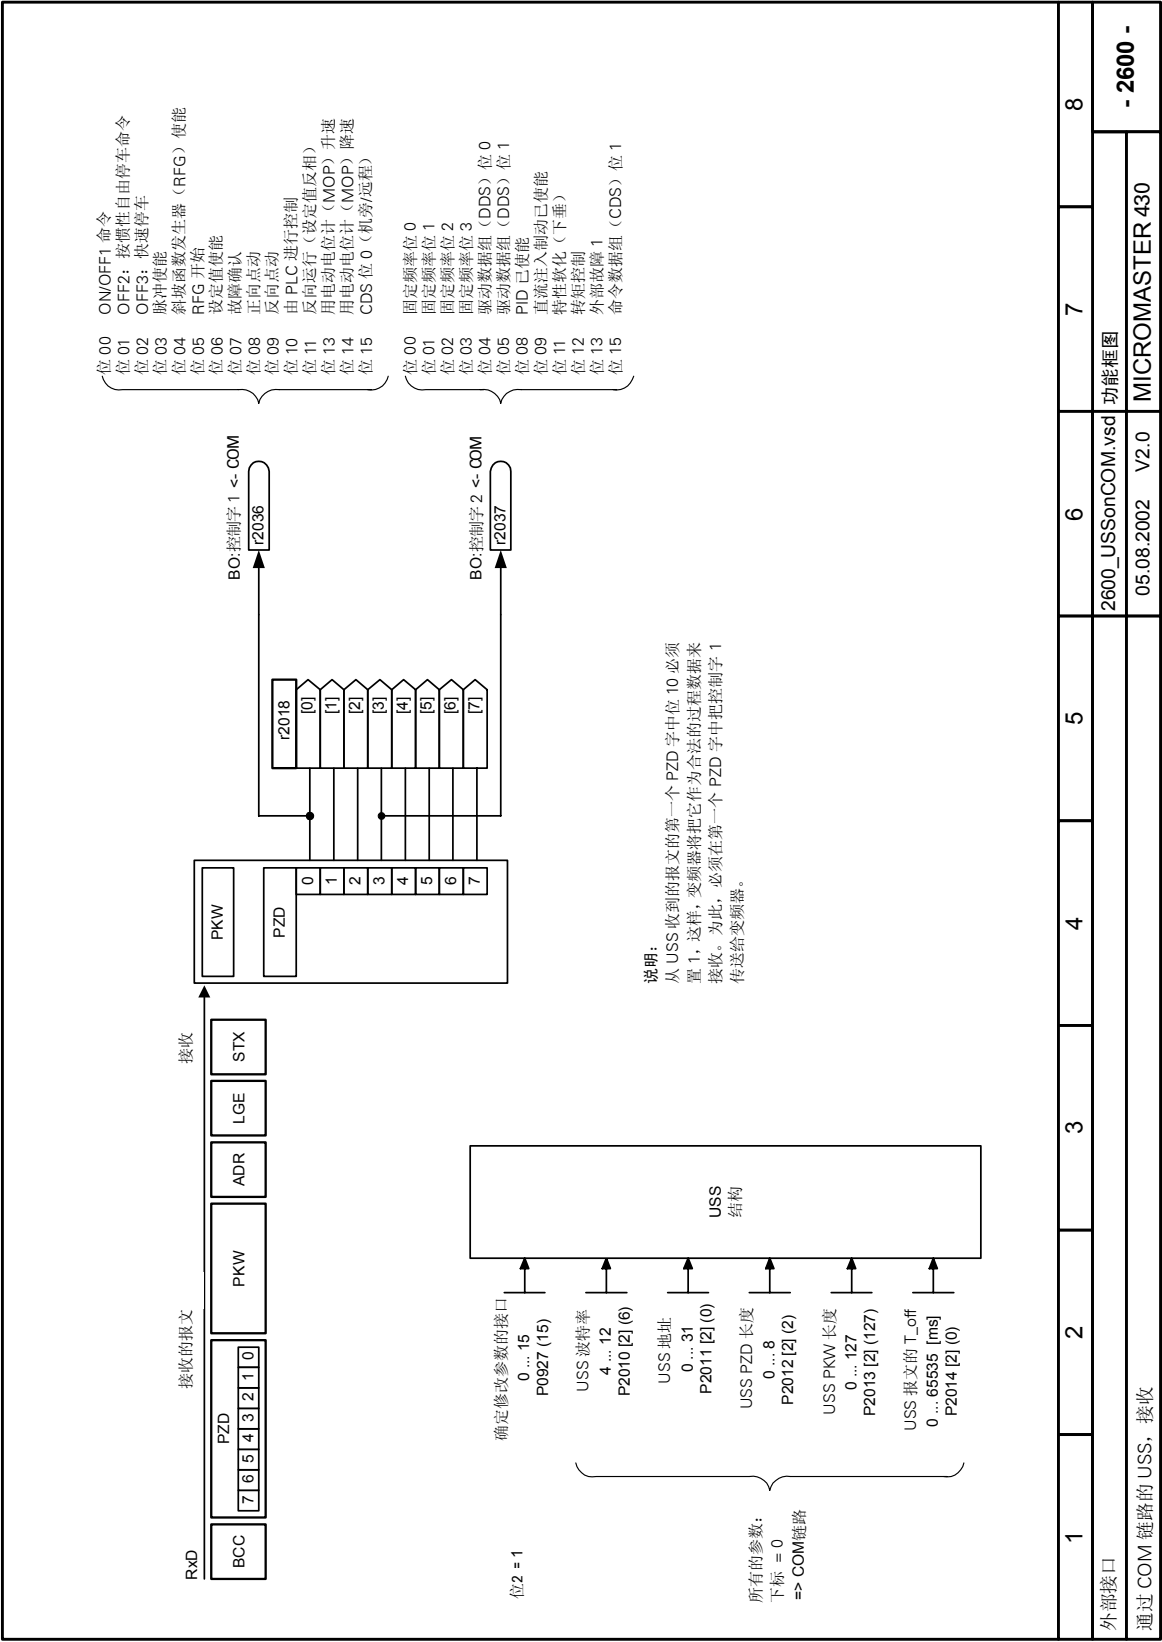 RxD
接收的报文
接收
BCC
PZD
7 6 5 4 3 2 1 0
PKW
ADR
LGE
STX
PKW
PZD
0
1
2
3
4
5
6
7
r2018
[0]
[1]
[2]
[3]
[4]
[5]
[6]
[7]
BO:控制字 1 <- COM
r2036
BO:控制字 2 <- COM
r2037
位 00 ON/OFF1 命令
位 01 OFF2：按惯性自由停车命令
位 02 OFF3：快速停车
位 03 脉冲使能
位 04 斜坡函数发生器（RFG）使能
位 05 RFG 开始
位 06 设定值使能
位 07 故障确认
位 08 正向点动
位 09 反向点动
位 10 由 PLC 进行控制
位 11 反向运行（设定值反相）
位 13 用电动电位计（MOP）升速
位 14 用电动电位计（MOP）降速
位 15 CDS 位 0（机旁/远程）
位 00 固定频率位 0
位 01 固定频率位 1
位 02 固定频率位 2
位 03 固定频率位 3
位 04 驱动数据组（DDS）位 0
位 05 驱动数据组（DDS）位 1
位 08 PID 已使能
位 09 直流注入制动已使能
位 11 特性软化（下垂）
位 12 转矩控制
位 13 外部故障 1
位 15 命令数据组（CDS）位 1
位2 = 1
确定修改参数的接口
0 ... 15
P0927 (15)
USS 波特率
4 ... 12
P2010 [2] (6)
USS 地址
0 ... 31
P2011 [2] (0)
USS PZD 长度
0 ... 8
P2012 [2] (2)
USS PKW 长度
0 ... 127
P2013 [2] (127)
USS 报文的 T_off
0 ... 65535 [ms]
P2014 [2] (0)
所有的参数：
下标 = 0
=> COM链路
USS
结构
说明：
从 USS 收到的报文的第一个 PZD 字中位 10 必须
置 1，这样，变频器将把它作为合法的过程数据来
接收。为此，必须在第一个 PZD 字中把控制字 1
传送给变频器。
1 2 3 4 5 6 7 8
外部接口
2600_USSonCOM.vsd
功能框图
- 2600 -
通过 COM 链路的 USS，接收
05.08.2002 V2.0
MICROMASTER 430